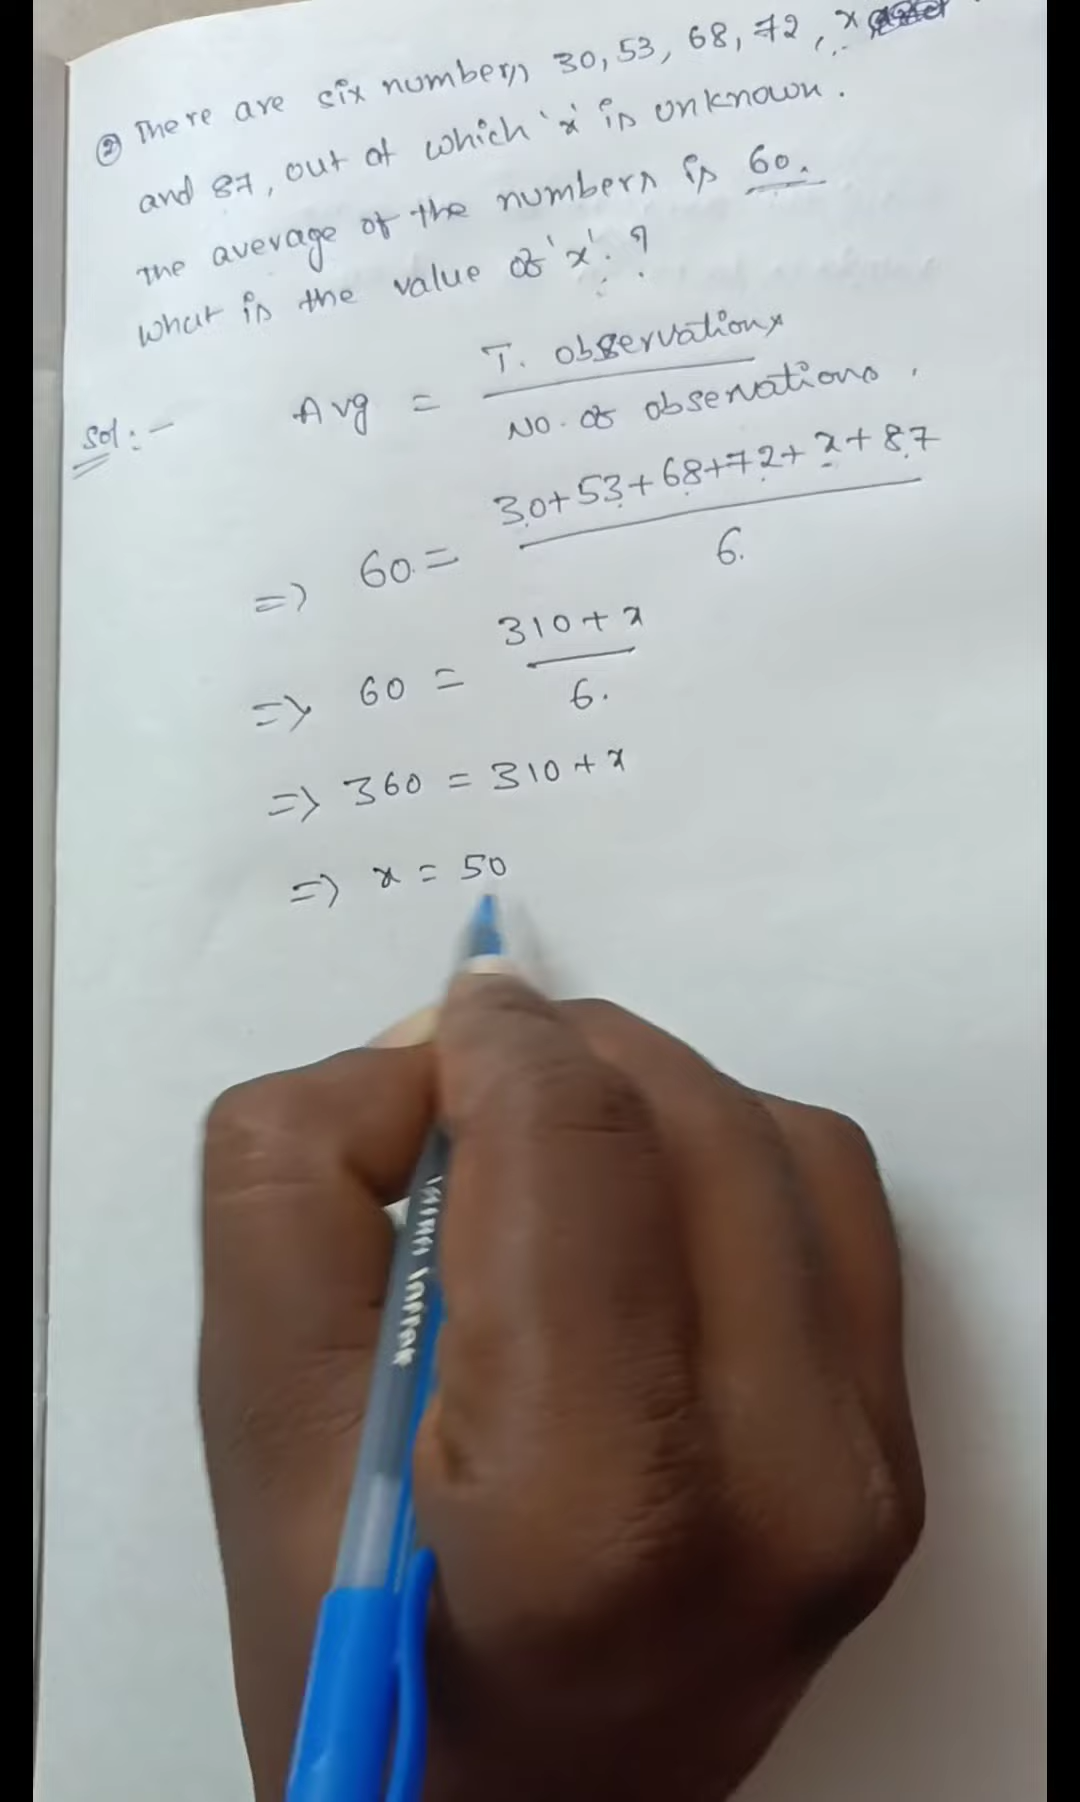 ② There are six numbers 30, 53, 68, 72, x
and 87, out of which 'x' is unknown.
The average of the numbers is 60.
what is the value of 'x'. ?
Sol:- Avg = T. observations / No. of observations.
=> 60 = 30+53+68+72+x+87 / 6.
=> 60 = 310+x / 6.
=> 360 = 310+x
=> x = 50